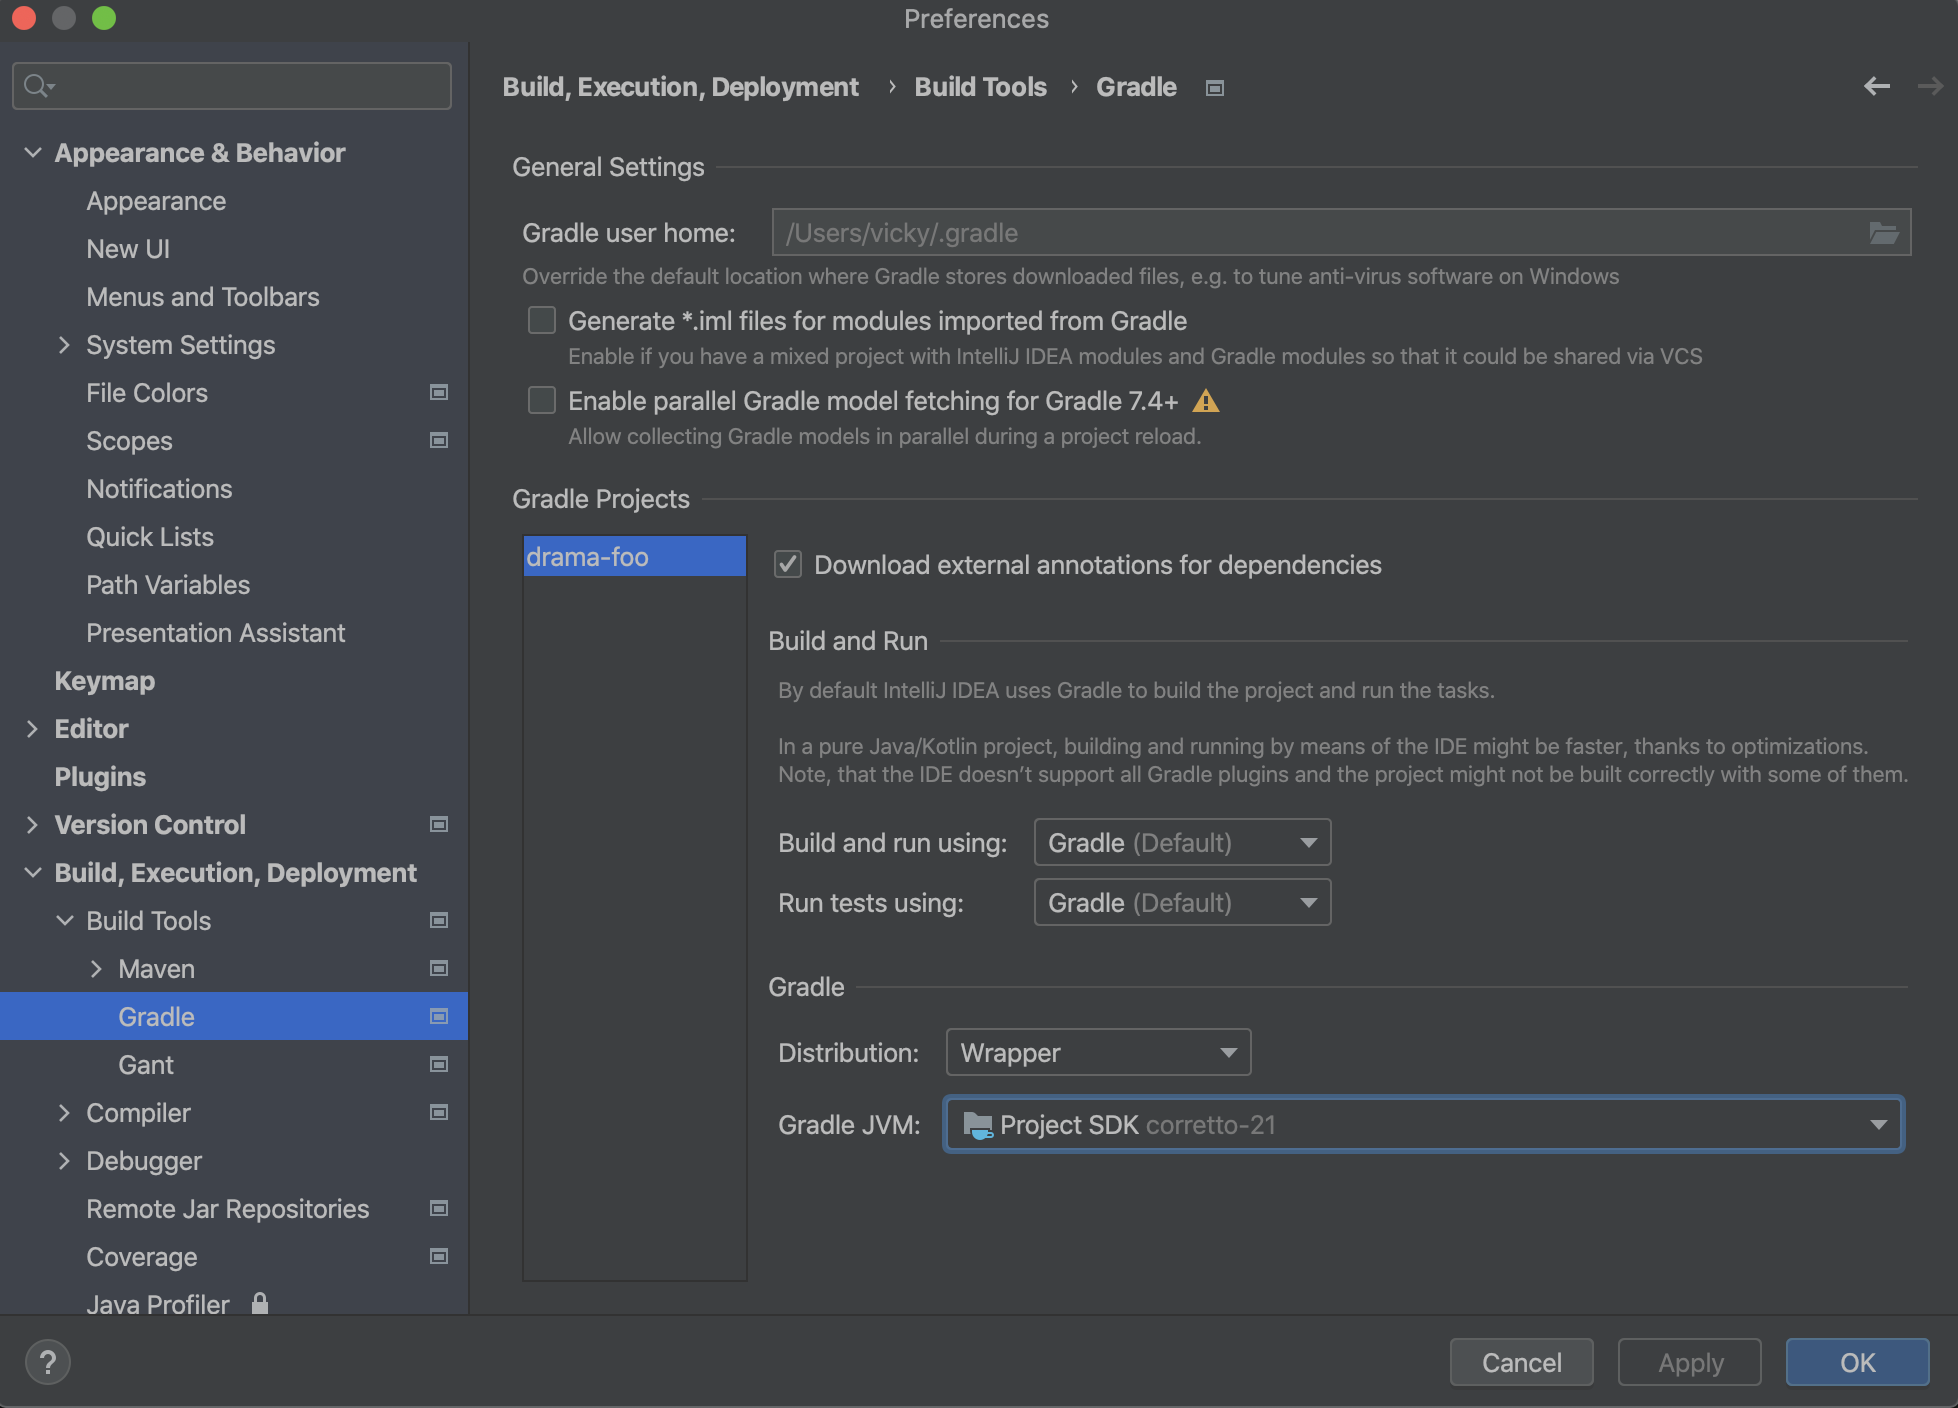 Preferences
Appearance & Behavior
Appearance
New UI
Menus and Toolbars
System Settings
File Colors
Scopes
Notifications
Quick Lists
Path Variables
Presentation Assistant
Keymap
Editor
Plugins
Version Control
Build, Execution, Deployment
Build Tools
Maven
Gradle
Gant
Compiler
Debugger
Remote Jar Repositories
Coverage
Java Profiler
Build, Execution, Deployment › Build Tools › Gradle
General Settings
Gradle user home: /Users/vicky/.gradle
Override the default location where Gradle stores downloaded files, e.g. to tune anti-virus software on Windows
Generate *.iml files for modules imported from Gradle
Enable if you have a mixed project with IntelliJ IDEA modules and Gradle modules so that it could be shared via VCS
Enable parallel Gradle model fetching for Gradle 7.4+
Allow collecting Gradle models in parallel during a project reload.
Gradle Projects
drama-foo
Download external annotations for dependencies
Build and Run
By default IntelliJ IDEA uses Gradle to build the project and run the tasks.
In a pure Java/Kotlin project, building and running by means of the IDE might be faster, thanks to optimizations.
Note, that the IDE doesn’t support all Gradle plugins and the project might not be built correctly with some of them.
Build and run using: Gradle (Default)
Run tests using: Gradle (Default)
Gradle
Distribution: Wrapper
Gradle JVM: Project SDK corretto-21
? Cancel Apply OK